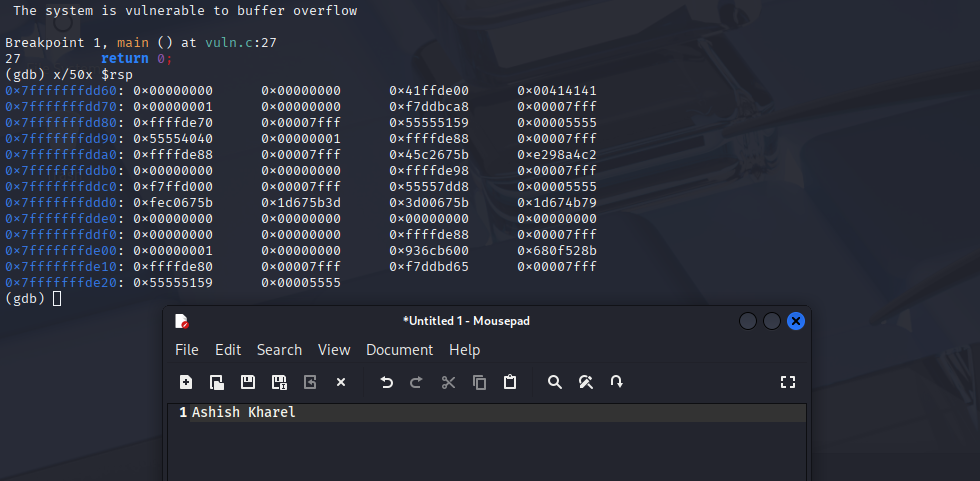 The system is vulnerable to buffer overflow
Breakpoint 1, main () at vuln.c:27
27 return 0;
(gdb) x/50x $rsp
0x7fffffffdd60: 0x00000000 0x00000000 0x41ffde00 0x00414141
0x7fffffffdd70: 0x00000001 0x00000000 0xf7ddbca8 0x00007fff
0x7fffffffdd80: 0xffffde70 0x00007fff 0x55555159 0x00005555
0x7fffffffdd90: 0x55554040 0x00000001 0xffffde88 0x00007fff
0x7fffffffdda0: 0xffffde88 0x00007fff 0x45c2675b 0xe298a4c2
0x7fffffffddb0: 0x00000000 0x00000000 0xffffde98 0x00007fff
0x7fffffffddc0: 0xf7ffd000 0x00007fff 0x55557dd8 0x00005555
0x7fffffffddd0: 0xfec0675b 0x1d675b3d 0x3d00675b 0x1d674b79
0x7fffffffdde0: 0x00000000 0x00000000 0x00000000 0x00000000
0x7fffffffddf0: 0x00000000 0x00000000 0xffffde88 0x00007fff
0x7fffffffde00: 0x00000001 0x00000000 0x936cb600 0x680f528b
0x7fffffffde10: 0xffffde80 0x00007fff 0xf7ddbd65 0x00007fff
0x7fffffffde20: 0x55555159 0x00005555
(gdb)
*Untitled 1 - Mousepad
File Edit Search View Document Help
1 Ashish Kharel